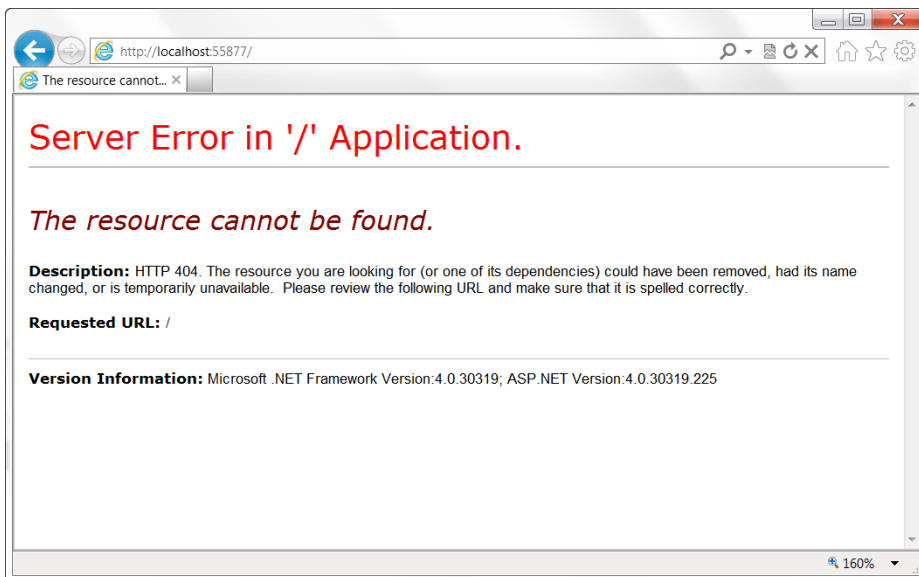 http://localhost:55877/
The resource cannot...
Server Error in '/' Application.
The resource cannot be found.
Description: HTTP 404. The resource you are looking for (or one of its dependencies) could have been removed, had its name
changed, or is temporarily unavailable.  Please review the following URL and make sure that it is spelled correctly.
Requested URL: /
Version Information: Microsoft .NET Framework Version:4.0.30319; ASP.NET Version:4.0.30319.225
160%